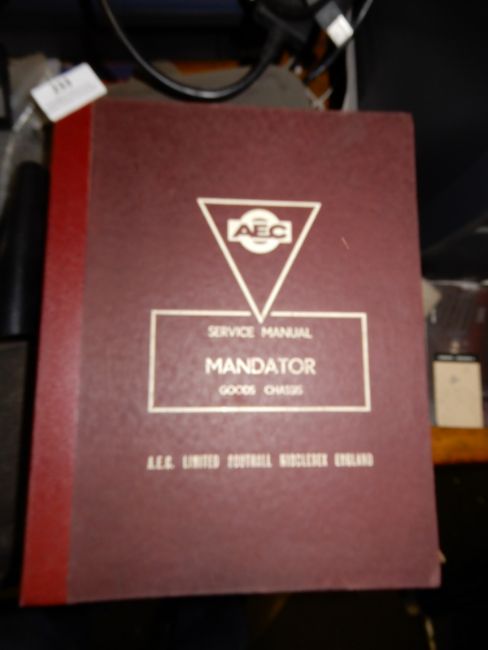 AEC
SERVICE MANUAL
MANDATOR
GOODS CHASSIS
A.E.C. LIMITED SOUTHALL MIDDLESEX ENGLAND